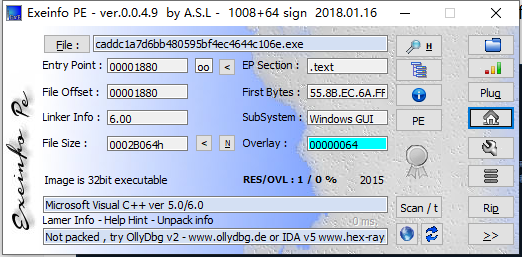 Exeinfo PE - ver.0.0.4.9 by A.S.L - 1008+64 sign 2018.01.16
File : caddc1a7d6bb480595bf4ec4644c106e.exe H
Entry Point : 00001880 oo < EP Section : .text
File Offset : 00001880 First Bytes : 55.8B.EC.6A.FF Plug
Linker Info : 6.00 SubSystem : Windows GUI PE
File Size : 0002B064h < N Overlay : 00000064
Image is 32bit executable RES/OVL : 1 / 0 % 2015
Microsoft Visual C++ ver 5.0/6.0 Scan / t Rip
Lamer Info - Help Hint - Unpack info 0 ms.
Not packed , try OllyDbg v2 - www.ollydbg.de or IDA v5 www.hex-ray >>
Exeinfo Pe